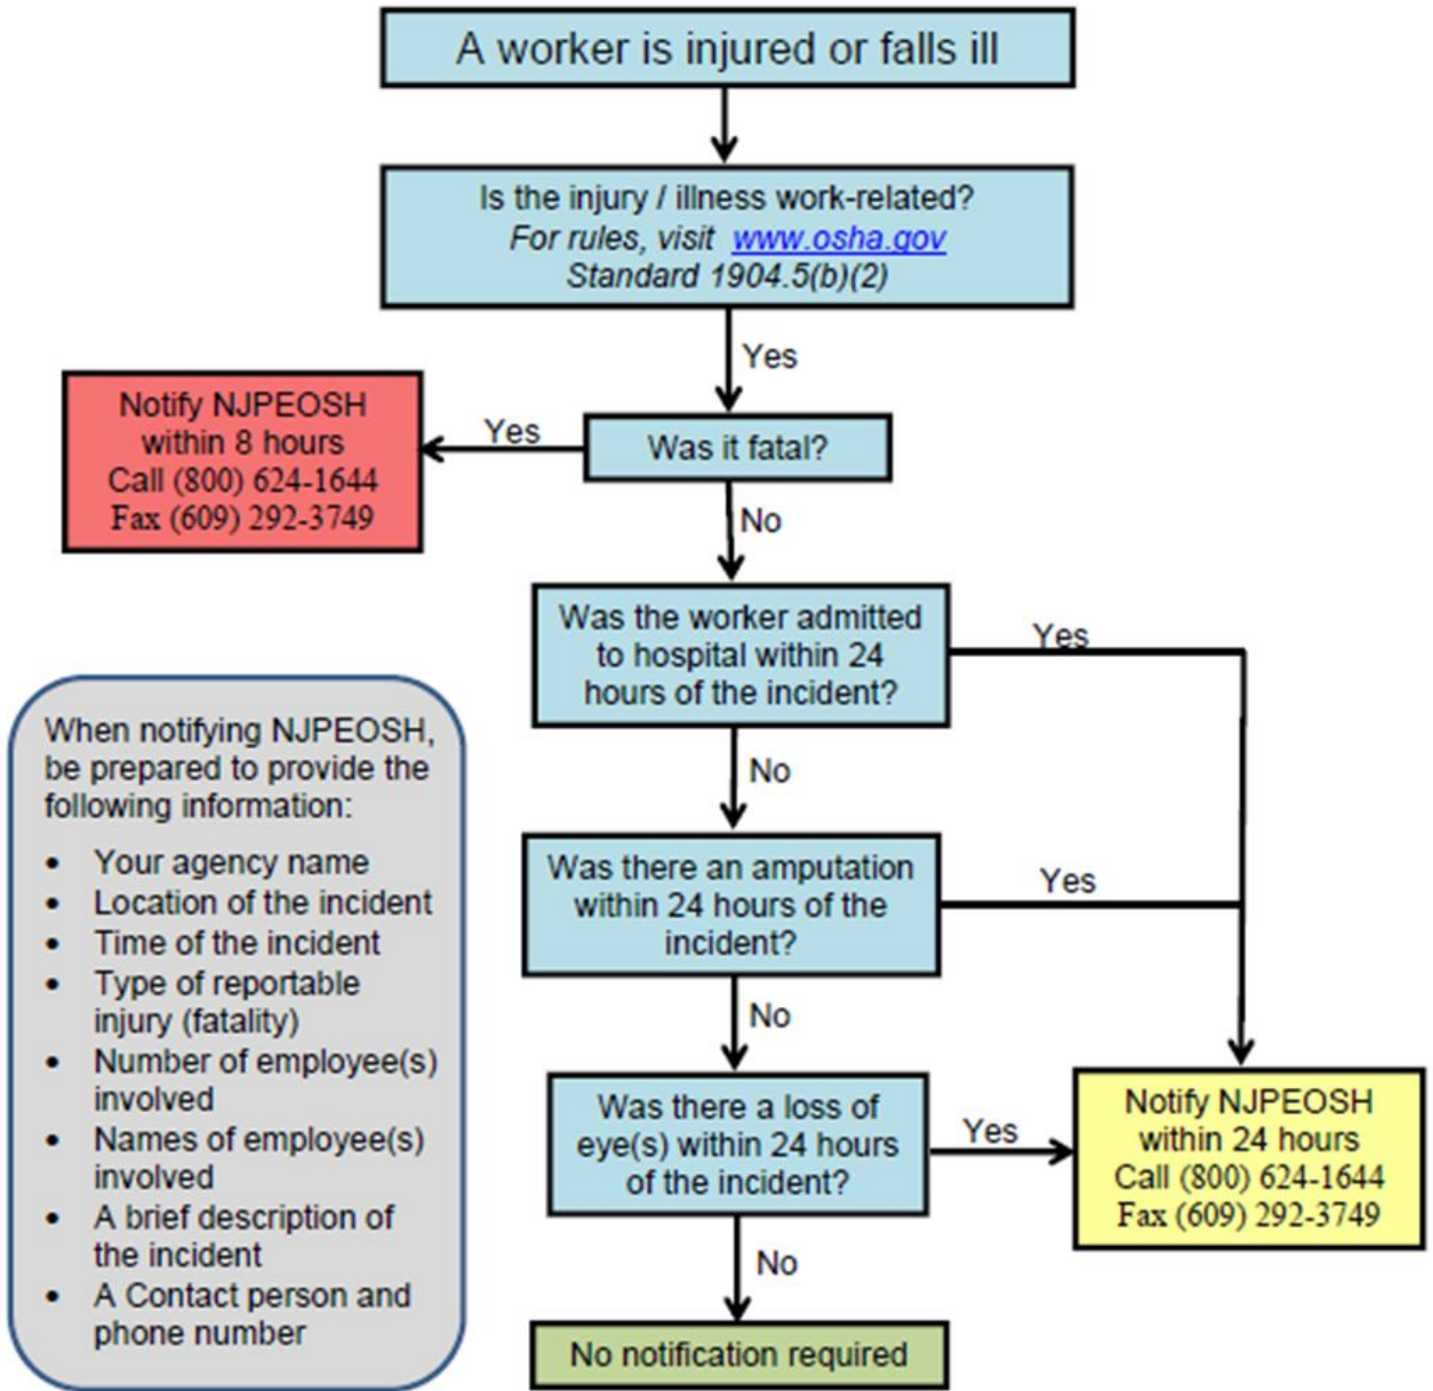 A worker is injured or falls ill
Is the injury / illness work-related?
For rules, visit www.osha.gov
Standard 1904.5(b)(2)
Yes
Notify NJPEOSH
within 8 hours
Call (800) 624-1644
Fax (609) 292-3749
Yes
Was it fatal?
No
Was the worker admitted
to hospital within 24
hours of the incident?
Yes
No
When notifying NJPEOSH,
be prepared to provide the
following information:
• Your agency name
• Location of the incident
• Time of the incident
• Type of reportable
injury (fatality)
• Number of employee(s)
involved
• Names of employee(s)
involved
• A brief description of
the incident
• A Contact person and
phone number
Was there an amputation
within 24 hours of the
incident?
Yes
No
Was there a loss of
eye(s) within 24 hours
of the incident?
Yes
Notify NJPEOSH
within 24 hours
Call (800) 624-1644
Fax (609) 292-3749
No
No notification required